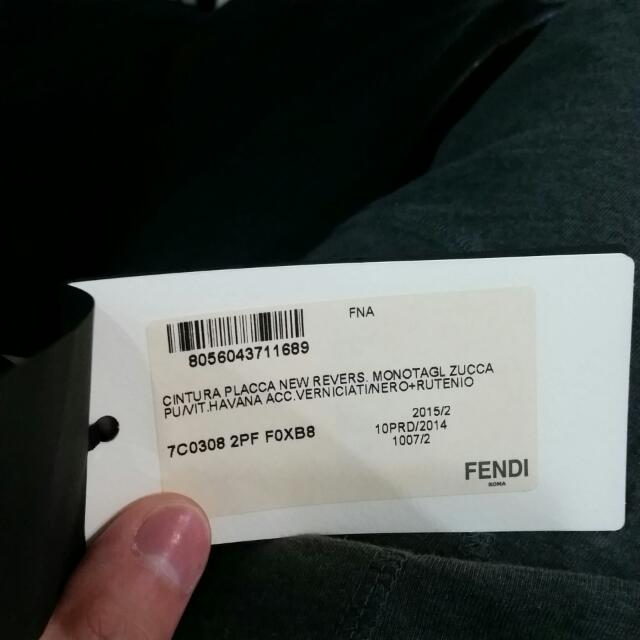 FNA
8056043711689
CINTURA PLACCA NEW REVERS. MONOTAGL ZUCCA
PU/VIT.HAVANA ACC.VERNICIATI/NERO+RUTENIO
2015/2
7C0308 2PF F0XB8 10PRD/2014
1007/2
FENDI
ROMA